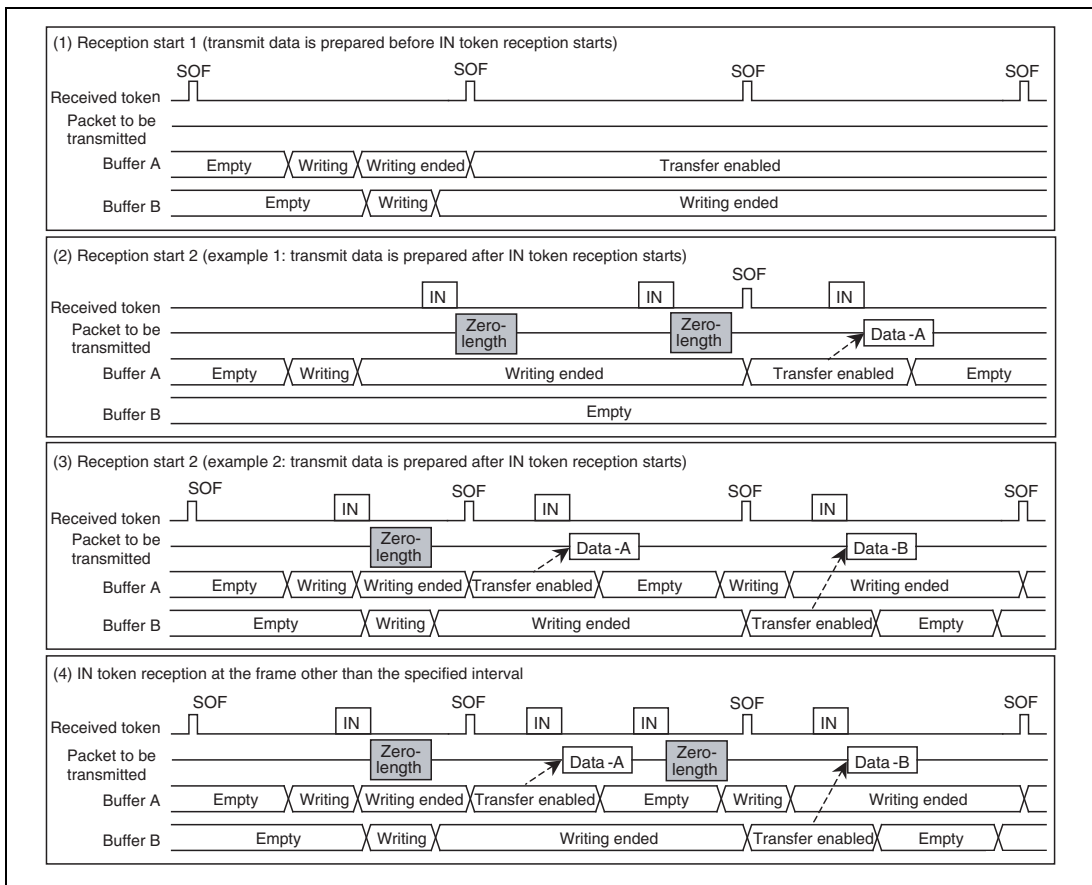 (1) Reception start 1 (transmit data is prepared before IN token reception starts)
SOF SOF SOF SOF
Received token
Packet to be
transmitted
Buffer A Empty Writing Writing ended Transfer enabled
Buffer B Empty Writing Writing ended
(2) Reception start 2 (example 1: transmit data is prepared after IN token reception starts)
SOF
Received token IN IN IN
Packet to be
transmitted
Zero-
length
Zero-
length
Data-A
Buffer A Empty Writing Writing ended Transfer enabled Empty
Buffer B Empty
(3) Reception start 2 (example 2: transmit data is prepared after IN token reception starts)
SOF SOF SOF SOF
Received token IN IN IN
Packet to be
transmitted
Zero-
length
Data-A
Data-B
Buffer A Empty Writing Writing ended Transfer enabled Empty Writing Writing ended
Buffer B Empty Writing Writing ended Transfer enabled Empty
(4) IN token reception at the frame other than the specified interval
SOF SOF SOF SOF
Received token IN IN IN IN
Packet to be
transmitted
Zero-
length
Data-A
Zero-
length
Data-B
Buffer A Empty Writing Writing ended Transfer enabled Empty Writing Writing ended
Buffer B Empty Writing Writing ended Transfer enabled Empty